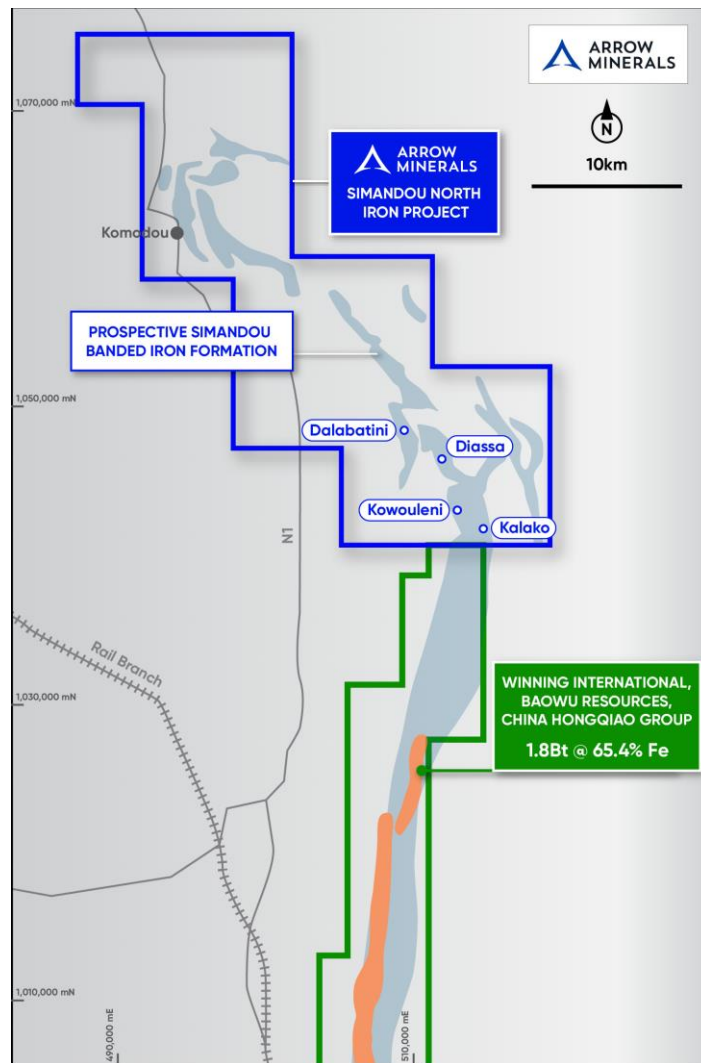 ARROW
MINERALS
N
10km
1,070,000 mN
ARROW
MINERALS
SIMANDOU NORTH
IRON PROJECT
Komodou
PROSPECTIVE SIMANDOU
BANDED IRON FORMATION
1,050,000 mN
Dalabatini
Diassa
Kowouleni
Kalako
N1
Rail Branch
WINNING INTERNATIONAL,
BAOWU RESOURCES,
CHINA HONGQIAO GROUP
1.8Bt @ 65.4% Fe
1,030,000 mN
1,010,000 mN
490,000 mE
510,000 mE